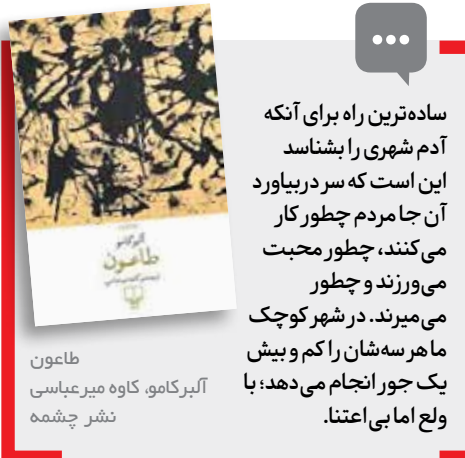 ساده‌ترین راه برای آنکه
آدم شهری را بشناسد
این است که سر دربیاورد
آن جا مردم چطور کار
می‌کنند، چطور محبت
می‌ورزند و چطور
می‌میرند. در شهر کوچک
ما هر سه‌شان را کم و بیش
یک جور انجام می‌دهد؛ با
ولع اما بی‌اعتنا.
آلبر کامو
طاعون
طاعون
آلبرکامو، کاوه میرعباسی
نشر چشمه